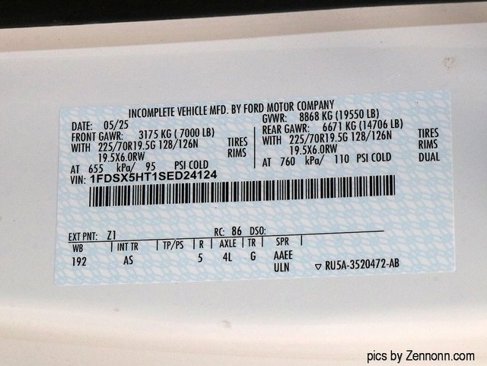 INCOMPLETE VEHICLE MFD. BY FORD MOTOR COMPANY
DATE: 05/25 GVWR: 8868 KG (19550 LB)
FRONT GAWR: 3175 KG (7000 LB) REAR GAWR: 6671 KG (14706 LB)
WITH 225/70R19.5G 128/126N TIRES WITH 225/70R19.5G 128/126N TIRES
19.5X6.0RW RIMS 19.5X6.0RW RIMS
AT 655 kPa/ 95 PSI COLD AT 760 kPa/ 110 PSI COLD DUAL
VIN: 1FDSX5HT1SED24124
EXT PNT: Z1 RC: 86 DSO:
WB INT TR TP/PS R AXLE TR SPR
192 AS 5 4L G AAEE
ULN ▽ RU5A-3520472-AB
pics by Zennonn.com